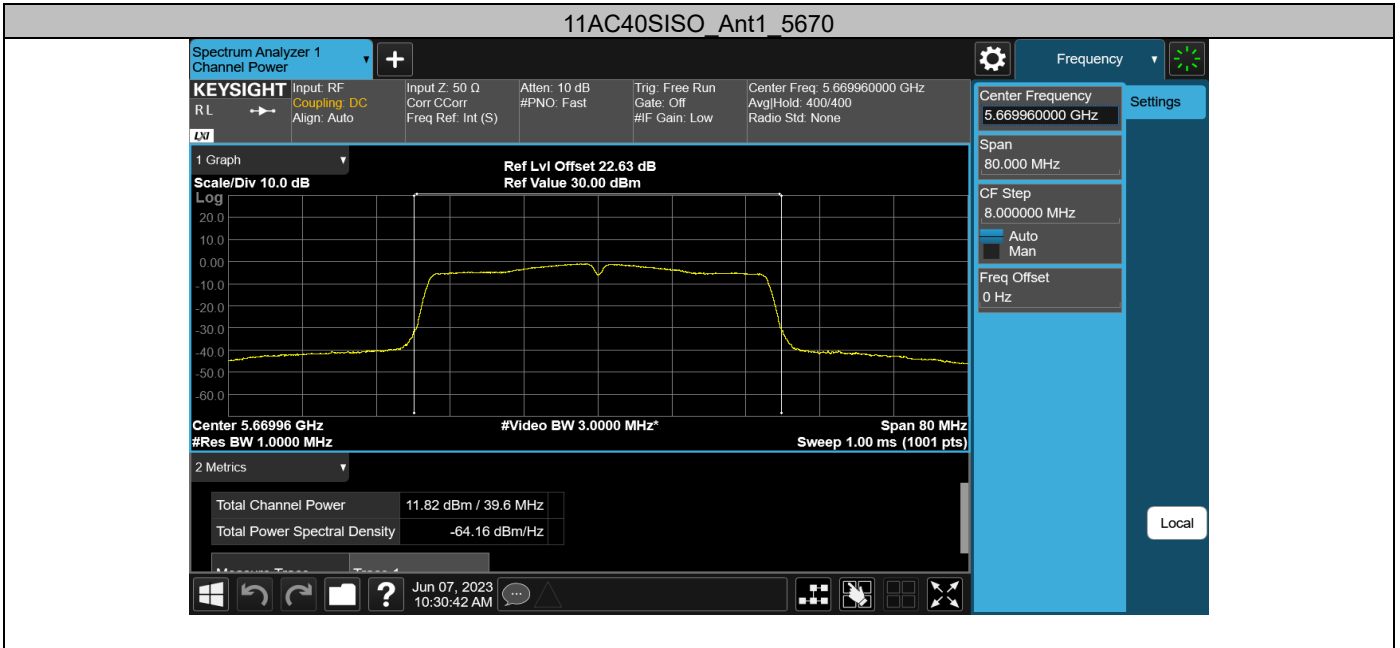 11AC40SISO_Ant1_5670
Spectrum Analyzer 1
Channel Power
Frequency
KEYSIGHT
R L
LXI
Input: RF
Coupling: DC
Align: Auto
Input Z: 50 Ω
Corr CCorr
Freq Ref: Int (S)
Atten: 10 dB
#PNO: Fast
Trig: Free Run
Gate: Off
#IF Gain: Low
Center Freq: 5.669960000 GHz
Avg|Hold: 400/400
Radio Std: None
Center Frequency
5.669960000 GHz
Settings
Span
80.000 MHz
CF Step
8.000000 MHz
Auto
Man
Freq Offset
0 Hz
1 Graph
Scale/Div 10.0 dB
Ref Lvl Offset 22.63 dB
Ref Value 30.00 dBm
Log
20.0
10.0
0.00
-10.0
-20.0
-30.0
-40.0
-50.0
-60.0
Center 5.66996 GHz
#Video BW 3.0000 MHz*
Span 80 MHz
#Res BW 1.0000 MHz
Sweep 1.00 ms (1001 pts)
2 Metrics
Total Channel Power 11.82 dBm / 39.6 MHz
Total Power Spectral Density -64.16 dBm/Hz
Measure Trace Trace 1
Local
?
Jun 07, 2023
10:30:42 AM